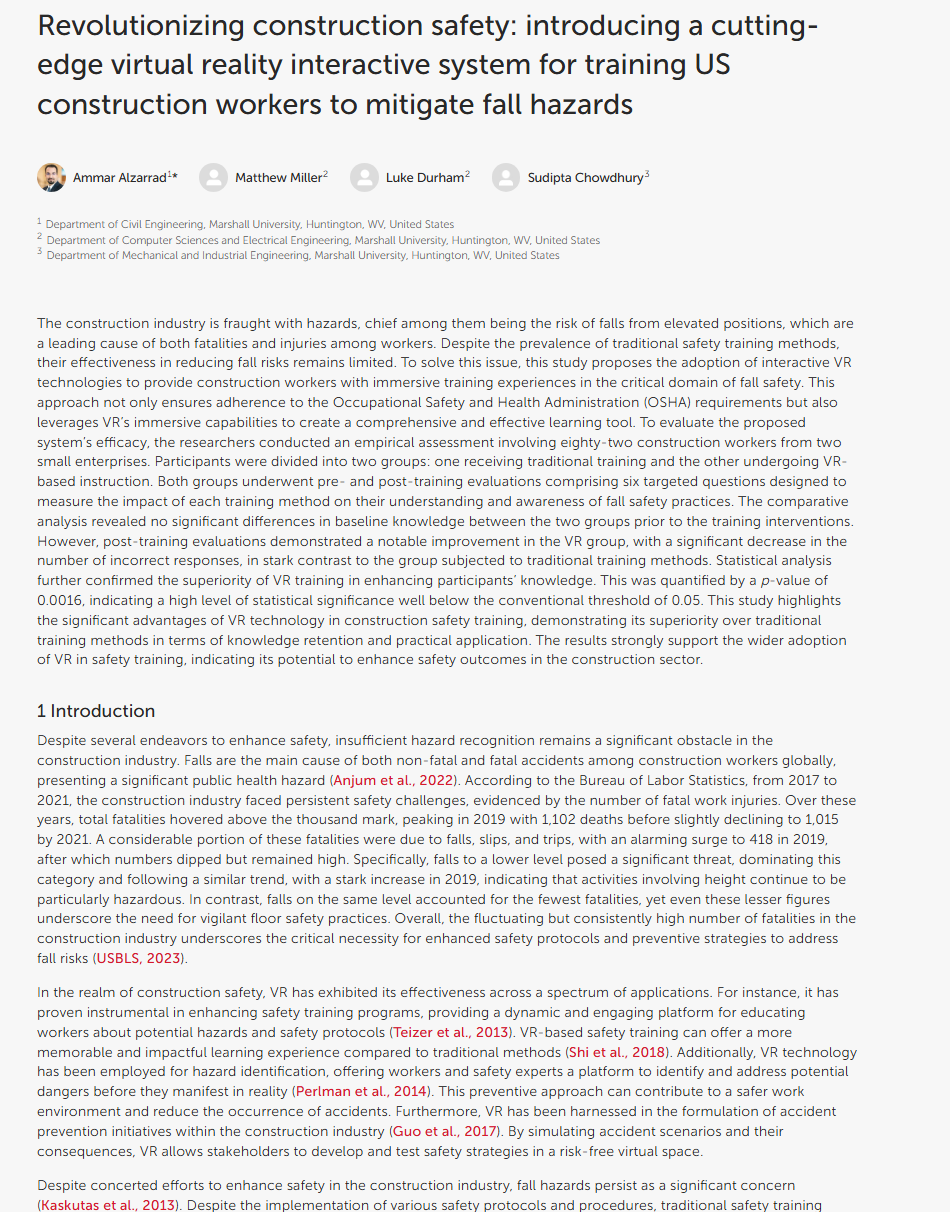 Revolutionizing construction safety: introducing a cutting-
edge virtual reality interactive system for training US
construction workers to mitigate fall hazards
Ammar Alzarrad1* Matthew Miller2 Luke Durham2 Sudipta Chowdhury3
1 Department of Civil Engineering, Marshall University, Huntington, WV, United States
2 Department of Computer Sciences and Electrical Engineering, Marshall University, Huntington, WV, United States
3 Department of Mechanical and Industrial Engineering, Marshall University, Huntington, WV, United States
The construction industry is fraught with hazards, chief among them being the risk of falls from elevated positions, which are
a leading cause of both fatalities and injuries among workers. Despite the prevalence of traditional safety training methods,
their effectiveness in reducing fall risks remains limited. To solve this issue, this study proposes the adoption of interactive VR
technologies to provide construction workers with immersive training experiences in the critical domain of fall safety. This
approach not only ensures adherence to the Occupational Safety and Health Administration (OSHA) requirements but also
leverages VR's immersive capabilities to create a comprehensive and effective learning tool. To evaluate the proposed
system's efficacy, the researchers conducted an empirical assessment involving eighty-two construction workers from two
small enterprises. Participants were divided into two groups: one receiving traditional training and the other undergoing VR-
based instruction. Both groups underwent pre- and post-training evaluations comprising six targeted questions designed to
measure the impact of each training method on their understanding and awareness of fall safety practices. The comparative
analysis revealed no significant differences in baseline knowledge between the two groups prior to the training interventions.
However, post-training evaluations demonstrated a notable improvement in the VR group, with a significant decrease in the
number of incorrect responses, in stark contrast to the group subjected to traditional training methods. Statistical analysis
further confirmed the superiority of VR training in enhancing participants' knowledge. This was quantified by a p-value of
0.0016, indicating a high level of statistical significance well below the conventional threshold of 0.05. This study highlights
the significant advantages of VR technology in construction safety training, demonstrating its superiority over traditional
training methods in terms of knowledge retention and practical application. The results strongly support the wider adoption
of VR in safety training, indicating its potential to enhance safety outcomes in the construction sector.
1 Introduction
Despite several endeavors to enhance safety, insufficient hazard recognition remains a significant obstacle in the
construction industry. Falls are the main cause of both non-fatal and fatal accidents among construction workers globally,
presenting a significant public health hazard (Anjum et al., 2022). According to the Bureau of Labor Statistics, from 2017 to
2021, the construction industry faced persistent safety challenges, evidenced by the number of fatal work injuries. Over these
years, total fatalities hovered above the thousand mark, peaking in 2019 with 1,102 deaths before slightly declining to 1,015
by 2021. A considerable portion of these fatalities were due to falls, slips, and trips, with an alarming surge to 418 in 2019,
after which numbers dipped but remained high. Specifically, falls to a lower level posed a significant threat, dominating this
category and following a similar trend, with a stark increase in 2019, indicating that activities involving height continue to be
particularly hazardous. In contrast, falls on the same level accounted for the fewest fatalities, yet even these lesser figures
underscore the need for vigilant floor safety practices. Overall, the fluctuating but consistently high number of fatalities in the
construction industry underscores the critical necessity for enhanced safety protocols and preventive strategies to address
fall risks (USBLS, 2023).
In the realm of construction safety, VR has exhibited its effectiveness across a spectrum of applications. For instance, it has
proven instrumental in enhancing safety training programs, providing a dynamic and engaging platform for educating
workers about potential hazards and safety protocols (Teizer et al., 2013). VR-based safety training can offer a more
memorable and impactful learning experience compared to traditional methods (Shi et al., 2018). Additionally, VR technology
has been employed for hazard identification, offering workers and safety experts a platform to identify and address potential
dangers before they manifest in reality (Perlman et al., 2014). This preventive approach can contribute to a safer work
environment and reduce the occurrence of accidents. Furthermore, VR has been harnessed in the formulation of accident
prevention initiatives within the construction industry (Guo et al., 2017). By simulating accident scenarios and their
consequences, VR allows stakeholders to develop and test safety strategies in a risk-free virtual space.
Despite concerted efforts to enhance safety in the construction industry, fall hazards persist as a significant concern
(Kaskutas et al., 2013). Despite the implementation of various safety protocols and procedures, traditional safety training